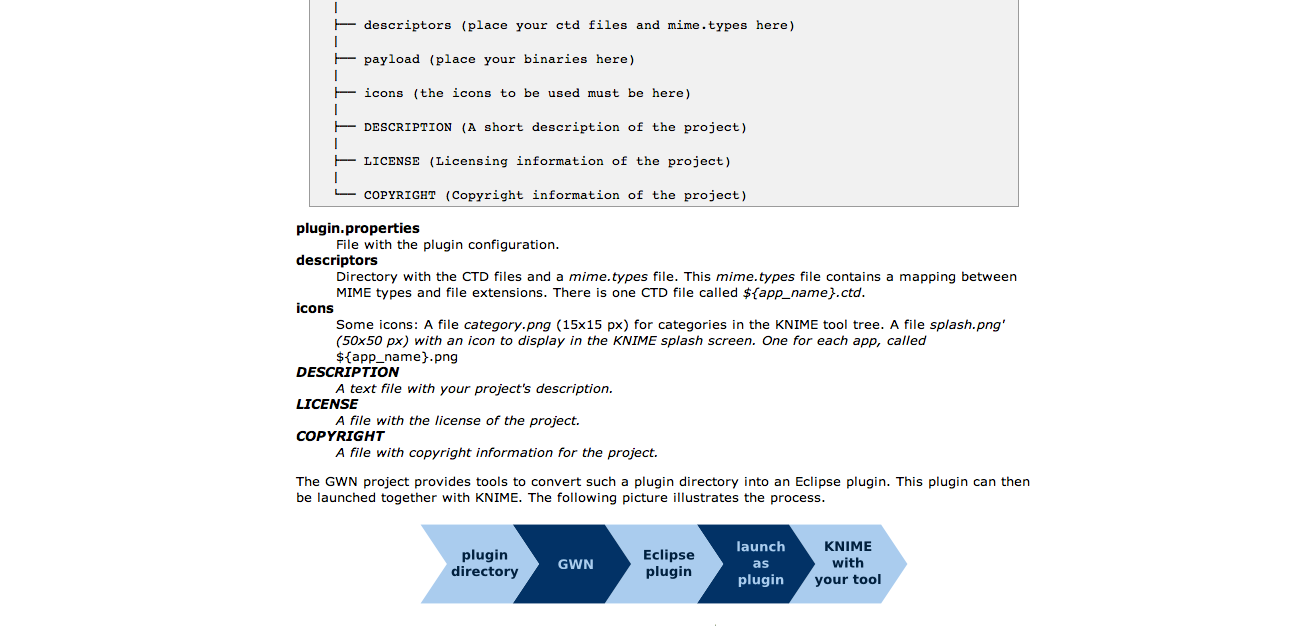 ├── descriptors (place your ctd files and mime.types here)
│
├── payload (place your binaries here)
│
├── icons (the icons to be used must be here)
│
├── DESCRIPTION (A short description of the project)
│
├── LICENSE (Licensing information of the project)
│
└── COPYRIGHT (Copyright information of the project)
plugin.properties
File with the plugin configuration.
descriptors
Directory with the CTD files and a mime.types file. This mime.types file contains a mapping between
MIME types and file extensions. There is one CTD file called ${app_name}.ctd.
icons
Some icons: A file category.png (15x15 px) for categories in the KNIME tool tree. A file splash.png'
(50x50 px) with an icon to display in the KNIME splash screen. One for each app, called
${app_name}.png
DESCRIPTION
A text file with your project's description.
LICENSE
A file with the license of the project.
COPYRIGHT
A file with copyright information for the project.
The GWN project provides tools to convert such a plugin directory into an Eclipse plugin. This plugin can then
be launched together with KNIME. The following picture illustrates the process.
plugin
directory
GWN
Eclipse
plugin
launch
as
plugin
KNIME
with
your tool